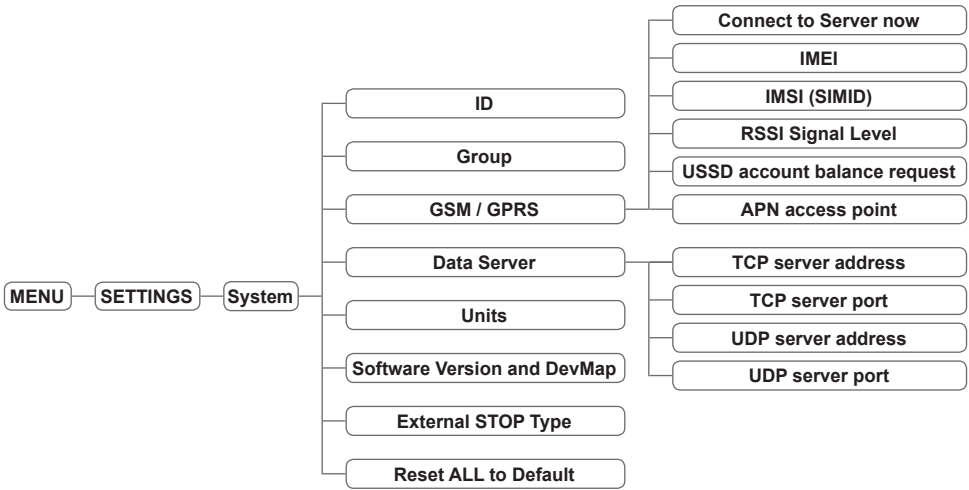 MENU
SETTINGS
System
ID
Group
GSM / GPRS
Connect to Server now
IMEI
IMSI (SIMID)
RSSI Signal Level
USSD account balance request
APN access point
Data Server
TCP server address
TCP server port
UDP server address
UDP server port
Units
Software Version and DevMap
External STOP Type
Reset ALL to Default